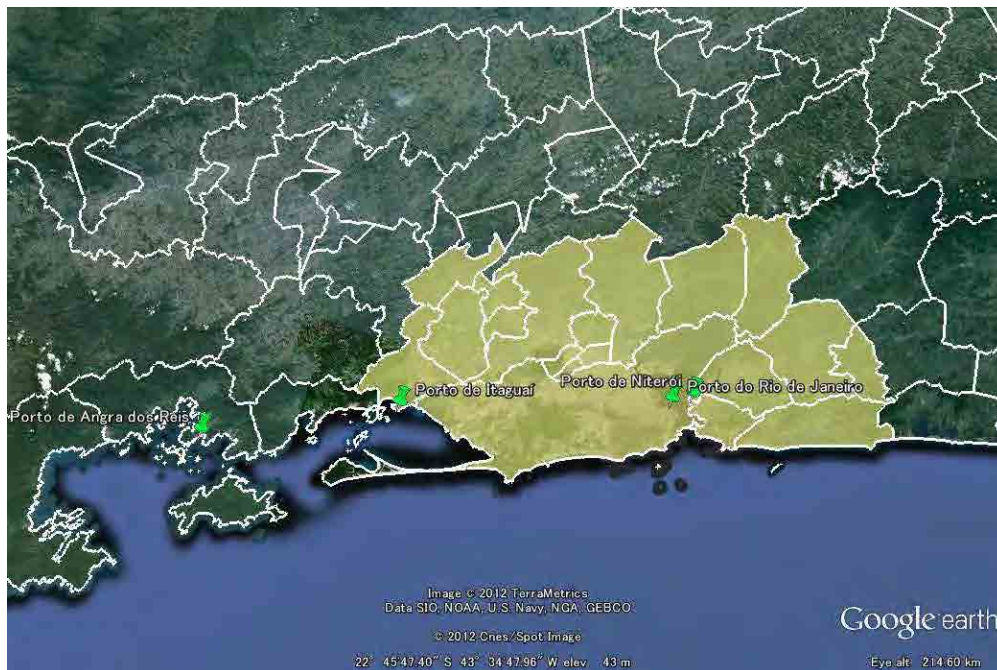 Porto de Itaguaí
Porto de Niterói
Porto do Rio de Janeiro
Porto de Angra dos Reis
Image © 2012 TerraMetrics
Data SIO, NOAA, U.S. Navy, NGA, GEBCO
© 2012 Cnes/Spot Image
Google earth
22° 45'47.40" S 43° 34'47.96" W elev 43 m
Eye alt 214.60 km